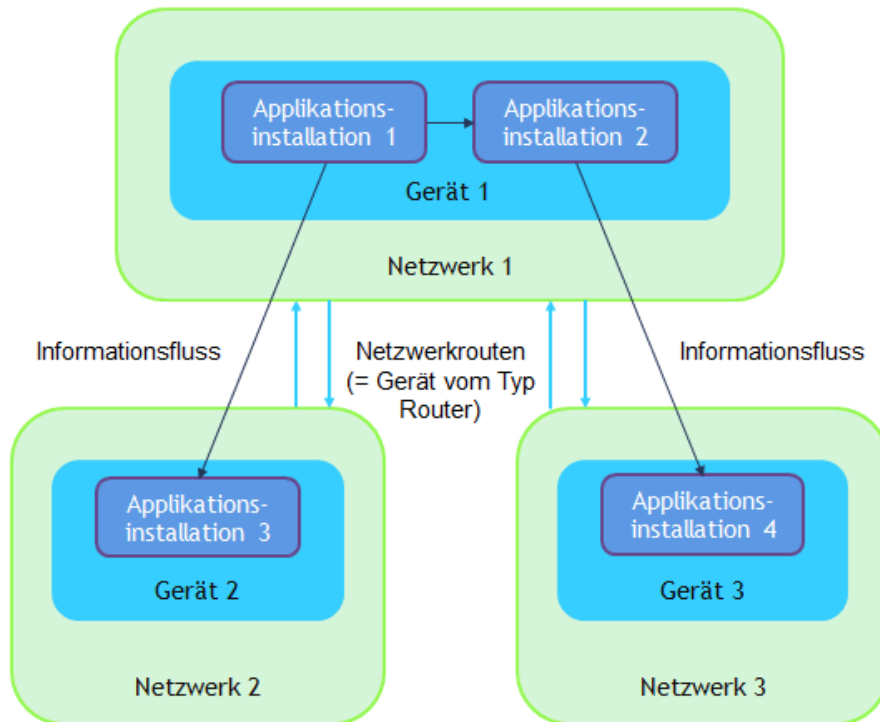 Applikations-
installation 1
Applikations-
installation 2
Gerät 1
Netzwerk 1
Informationsfluss
Netzwerkrouten
(= Gerät vom Typ
Router)
Informationsfluss
Applikations-
installation 3
Gerät 2
Netzwerk 2
Applikations-
installation 4
Gerät 3
Netzwerk 3